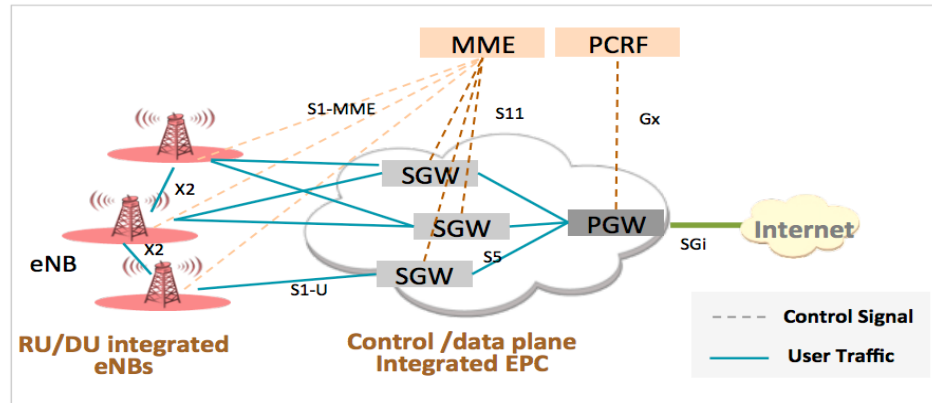 MME
PCRF
S1-MME
S11
Gx
SGW
X2
SGW
PGW
Internet
SGi
X2
eNB
S5
SGW
S1-U
RU/DU integrated
eNBs
Control /data plane
Integrated EPC
Control Signal
User Traffic